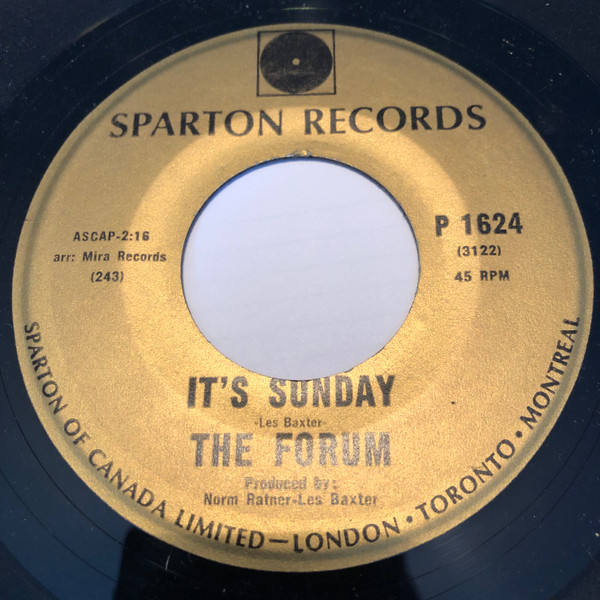 SPARTON RECORDS
ASCAP-2:16
arr: Mira Records
(243)
P 1624
(3122)
45 RPM
IT'S SUNDAY
-Les Baxter-
THE FORUM
Produced by:
Norm Ratner-Les Baxter
SPARTON OF CANADA LIMITED—LONDON•TORONTO•MONTREAL